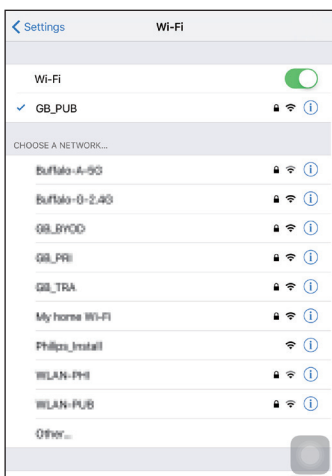 Settings
Wi-Fi
Wi-Fi
GB_PUB
CHOOSE A NETWORK...
Buffalo-A-5G
Buffalo-G-2.4G
GB_BYOD
GB_PRI
GB_TRA
My home Wi-Fi
Philips_Install
WLAN-PHI
WLAN-PUB
Other...